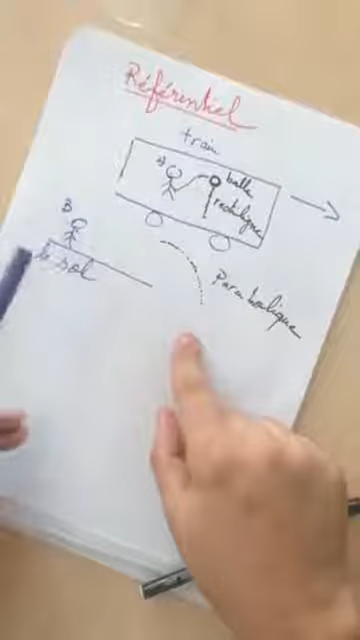 Référentiel
train
A)
balle
rectiligne
B
le sol
Parabolique